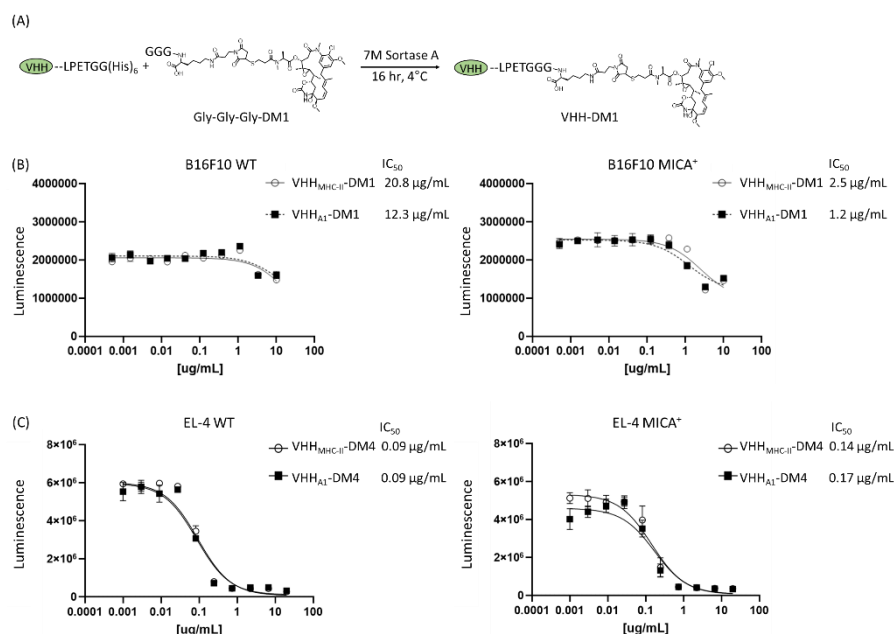 (A)
GGG
VHH --LPETGG(His)6 +
7M Sortase A
16 hr, 4°C
VHH --LPETGGG
Gly-Gly-Gly-DM1
VHH-DM1
(B)
B16F10 WT
IC50
VHHMHC-II-DM1 20.8 µg/mL
VHHA1-DM1 12.3 µg/mL
Luminescence
4000000
3000000
2000000
1000000
0
0.0001 0.001 0.01 0.1 1 10 100
[ug/mL]
B16F10 MICA+
IC50
VHHMHC-II-DM1 2.5 µg/mL
VHHA1-DM1 1.2 µg/mL
Luminescence
4000000
3000000
2000000
1000000
0
0.0001 0.001 0.01 0.1 1 10 100
[ug/mL]
(C)
EL-4 WT
IC50
VHHMHC-II-DM4 0.09 µg/mL
VHHA1-DM4 0.09 µg/mL
Luminescence
8×10⁶
6×10⁶
4×10⁶
2×10⁶
0
0.0001 0.001 0.01 0.1 1 10 100
[ug/mL]
EL-4 MICA+
IC50
VHHMHC-II-DM4 0.14 µg/mL
VHHA1-DM4 0.17 µg/mL
Luminescence
8×10⁶
6×10⁶
4×10⁶
2×10⁶
0
0.0001 0.001 0.01 0.1 1 10 100
[ug/mL]